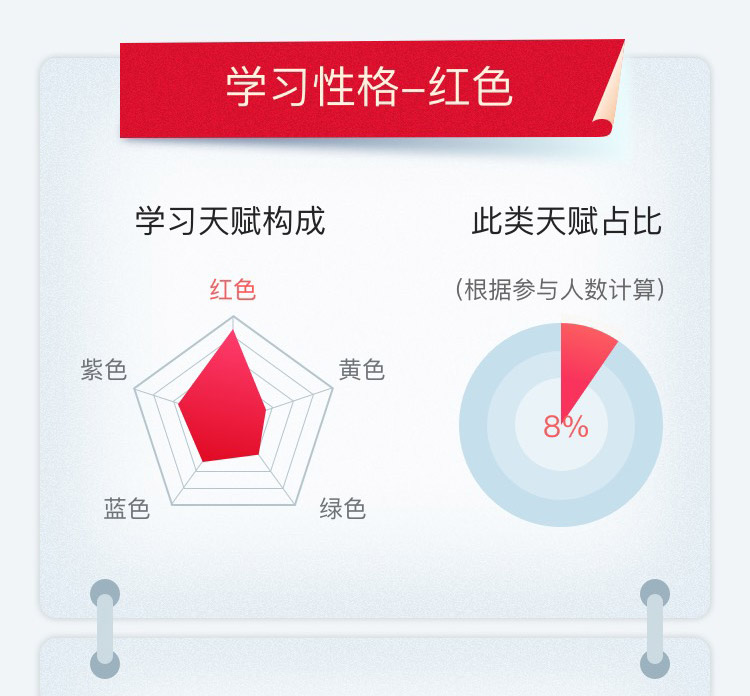 学习性格–红色
学习天赋构成
此类天赋占比
红色
(根据参与人数计算)
紫色
黄色
8%
蓝色
绿色